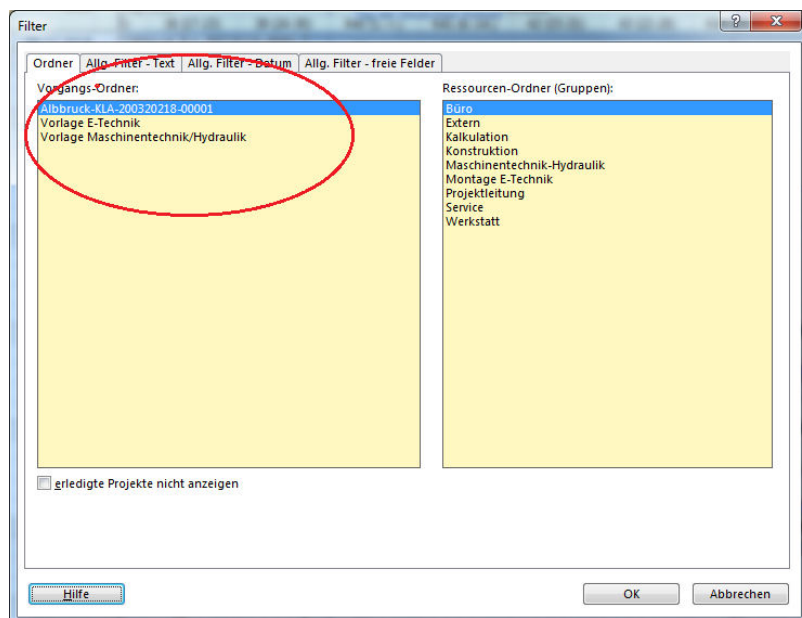 Filter
Ordner
Allg. Filter - Text
Allg. Filter - Datum
Allg. Filter - freie Felder
Vorgangs-Ordner:
Albbruck-KLA-200320218-00001
Vorlage E-Technik
Vorlage Maschinentechnik/Hydraulik
Ressourcen-Ordner (Gruppen):
Büro
Extern
Kalkulation
Konstruktion
Maschinentechnik-Hydraulik
Montage E-Technik
Projektleitung
Service
Werkstatt
erledigte Projekte nicht anzeigen
Hilfe
OK
Abbrechen